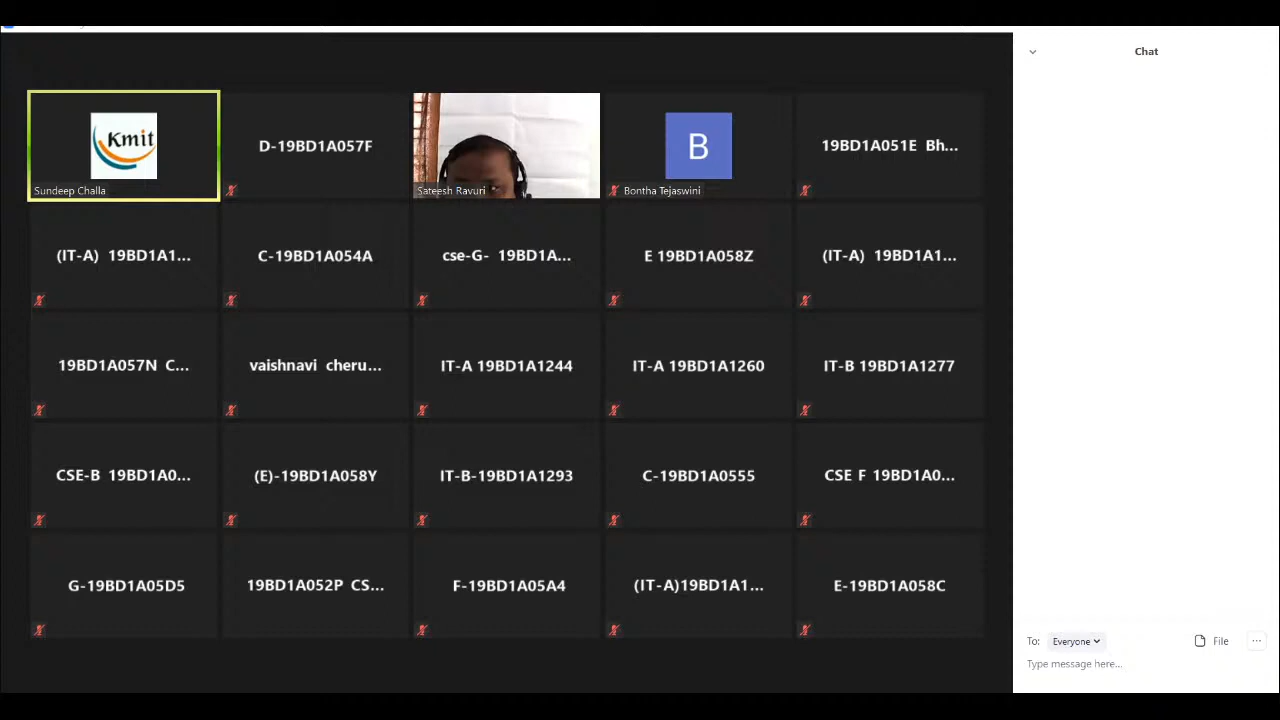 Chat
Kmit
Sundeep Challa
D-19BD1A057F
Sateesh Ravuri
B
Bontha Tejaswini
19BD1A051E Bh...
(IT-A) 19BD1A1...
C-19BD1A054A
cse-G- 19BD1A...
E 19BD1A058Z
(IT-A) 19BD1A1...
19BD1A057N C...
vaishnavi cheru...
IT-A 19BD1A1244
IT-A 19BD1A1260
IT-B 19BD1A1277
CSE-B 19BD1A0...
(E)-19BD1A058Y
IT-B-19BD1A1293
C-19BD1A0555
CSE F 19BD1A0...
G-19BD1A05D5
19BD1A052P CS...
F-19BD1A05A4
(IT-A)19BD1A1...
E-19BD1A058C
To: Everyone File ...
Type message here...